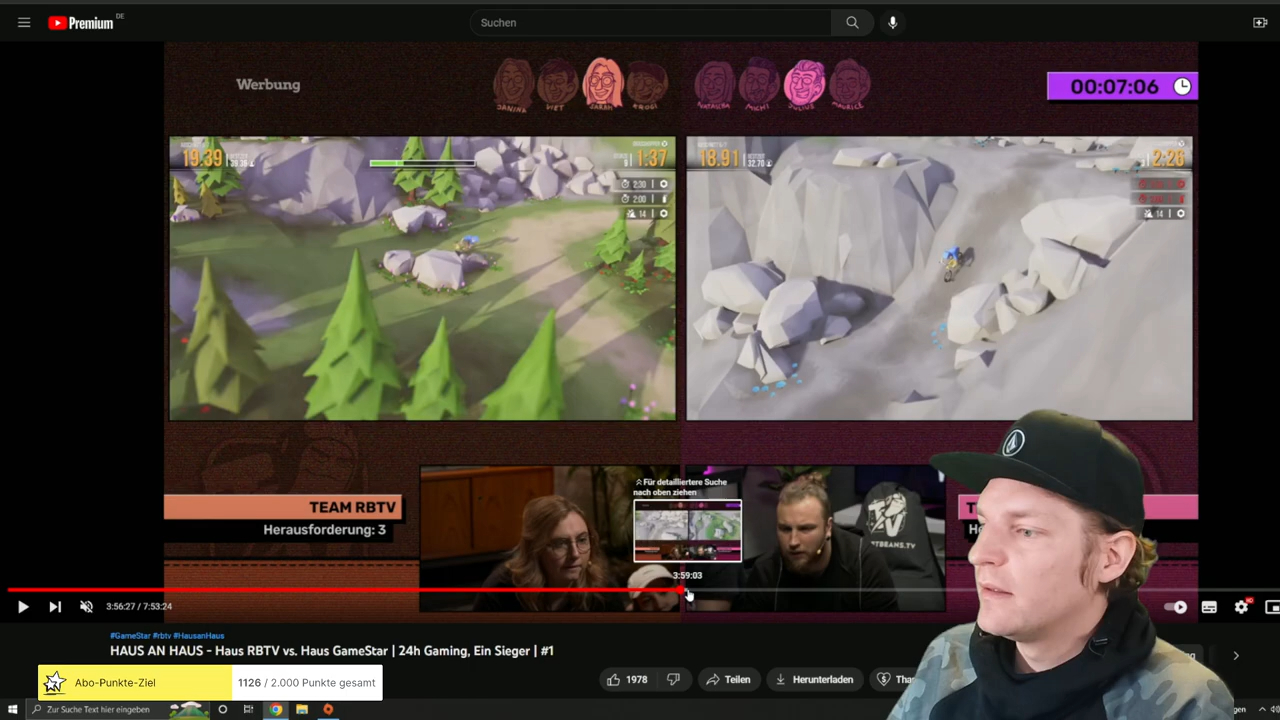 Premium DE
Suchen
Werbung
JANINA
SARAH
KROGI
MICHI
MAURICE
00:07:06
19.39
1:37
2:30
2:00
14
18.91
32.70
2:26
14
TEAM RBTV
Herausforderung: 3
Für detaillierte Suche
nach oben ziehen
3:59:03
3:56:27 / 7:53:24
#GameStar #rbtv #HausanHaus
HAUS AN HAUS - Haus RBTV vs. Haus GameStar | 24h Gaming, Ein Sieger | #1
Abo-Punkte-Ziel
1126 / 2.000 Punkte gesamt
1978
Teilen
Herunterladen
Zur Suche Text hier eingeben